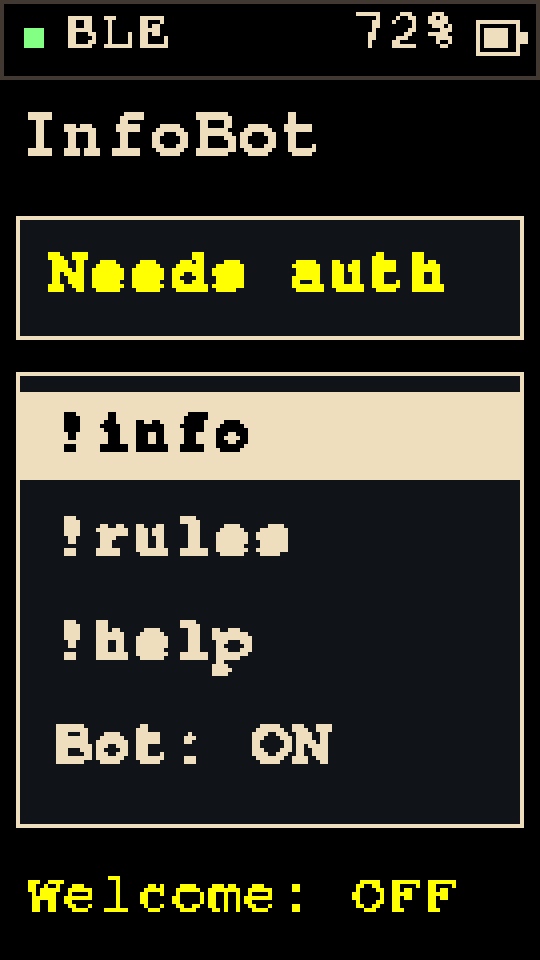 BLE 72%
InfoBot
Needs auth
!info
!rules
!help
Bot: ON
Welcome: OFF